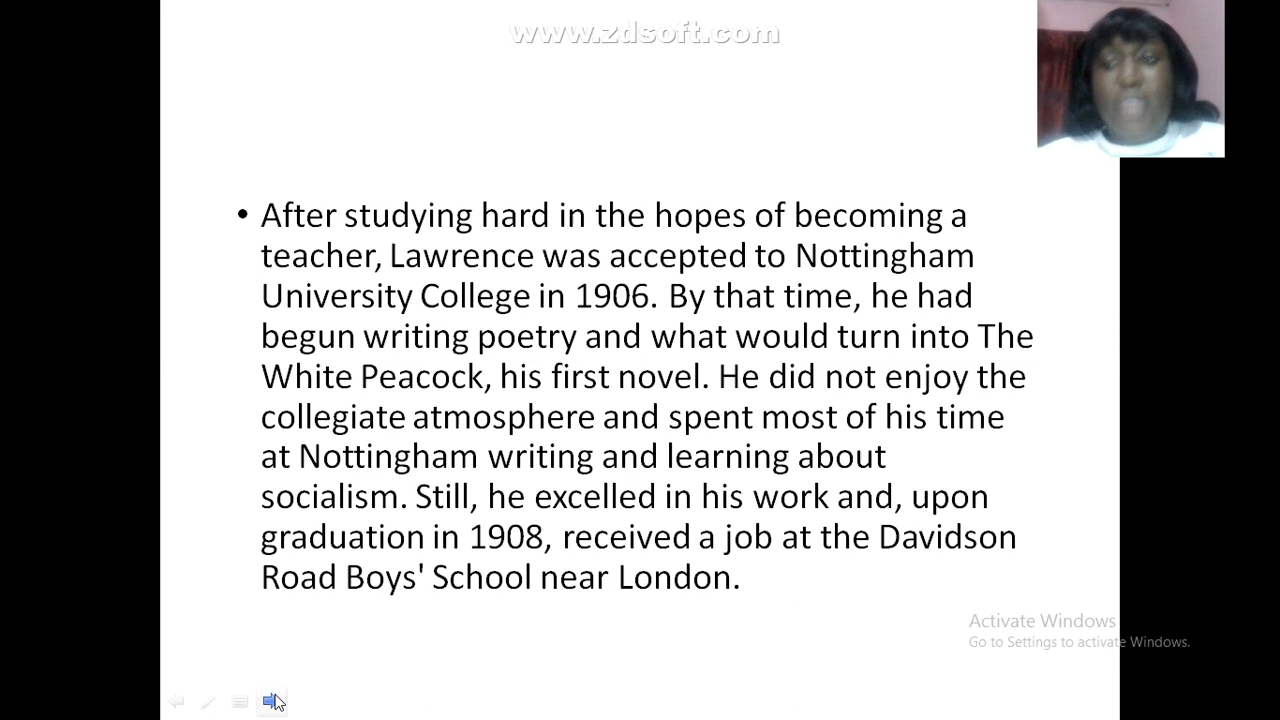 www.zdsoft.com
• After studying hard in the hopes of becoming a
teacher, Lawrence was accepted to Nottingham
University College in 1906. By that time, he had
begun writing poetry and what would turn into The
White Peacock, his first novel. He did not enjoy the
collegiate atmosphere and spent most of his time
at Nottingham writing and learning about
socialism. Still, he excelled in his work and, upon
graduation in 1908, received a job at the Davidson
Road Boys' School near London.
Activate Windows
Go to Settings to activate Windows.